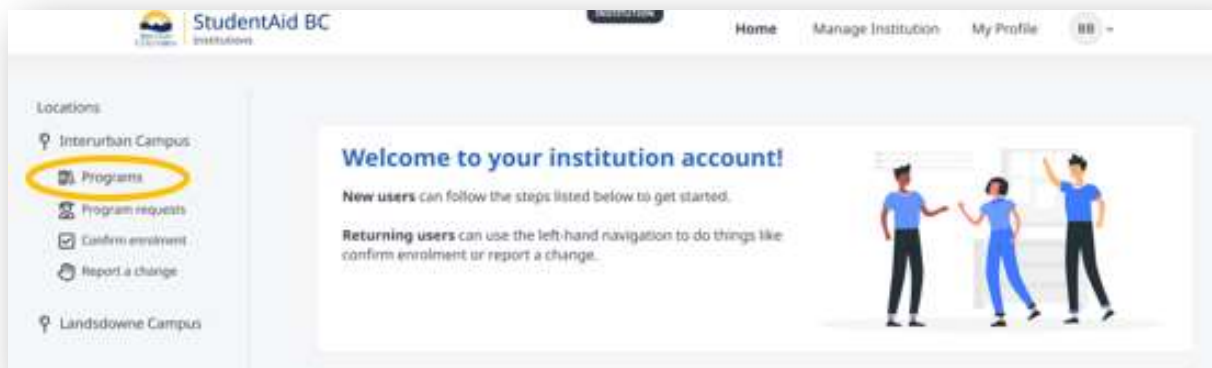 StudentAid BC
Institutions
INSTITUTION
Home
Manage Institution
My Profile
BB
Locations
Interurban Campus
Programs
Program requests
Confirm enrolment
Report a change
Landsdowne Campus
Welcome to your institution account!
New users can follow the steps listed below to get started.
Returning users can use the left-hand navigation to do things like
confirm enrolment or report a change.